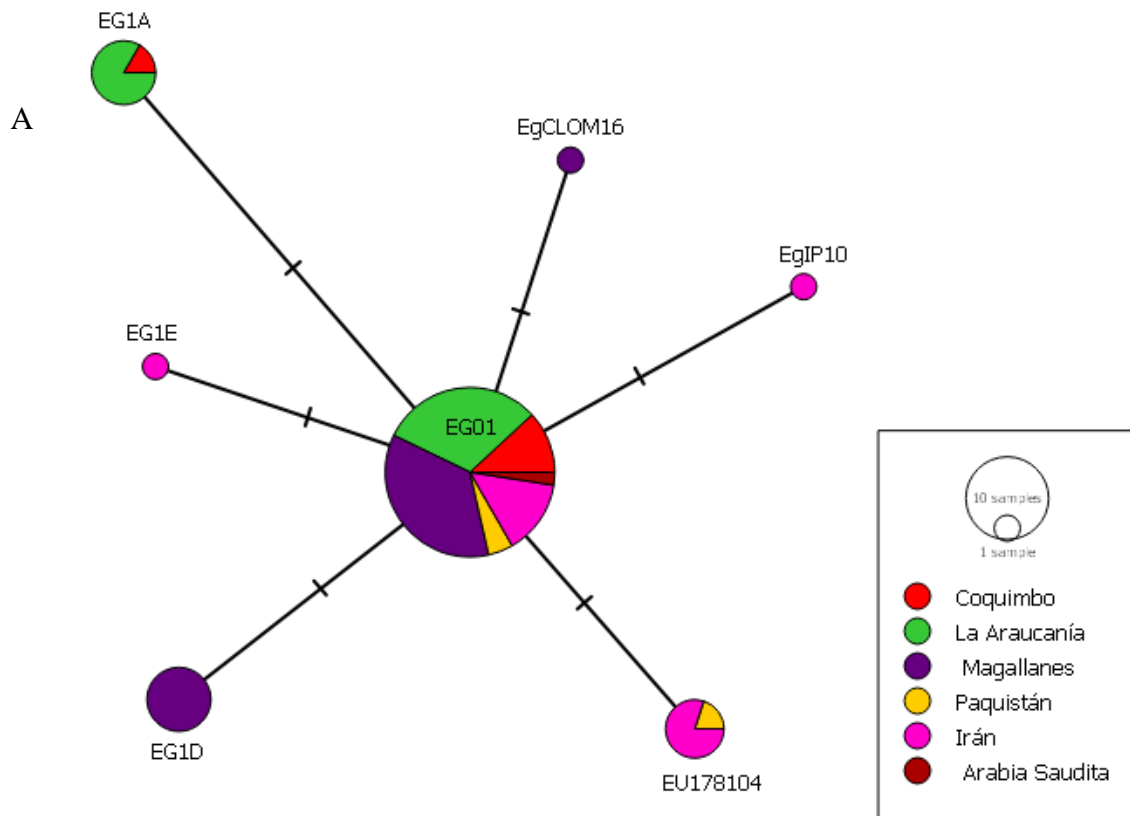 EG1A
A
EgCLOM16
EgIP10
EG1E
EG01
EG1D
EU178104
10 samples
1 sample
Coquimbo
La Araucanía
Magallanes
Paquistán
Irán
Arabia Saudita